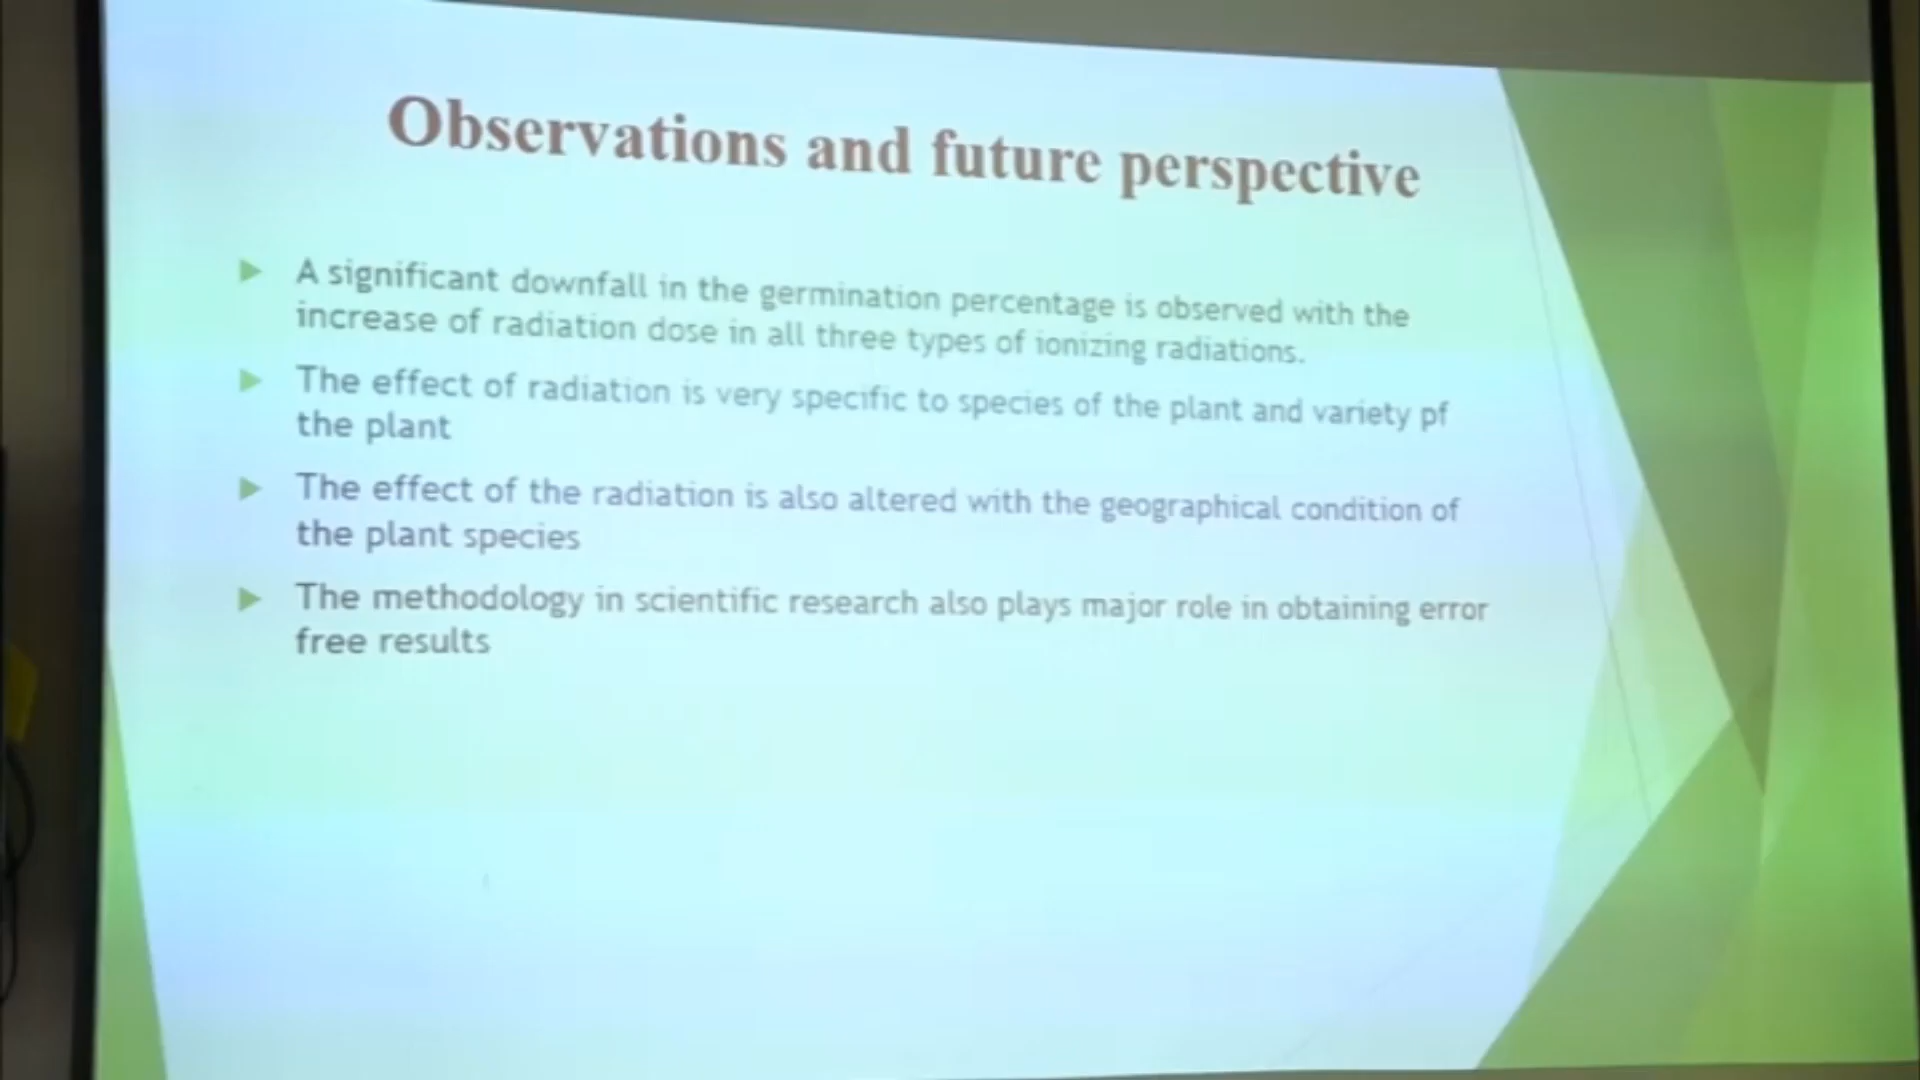 Observations and future perspective
A significant downfall in the germination percentage is observed with the
increase of radiation dose in all three types of ionizing radiations.
The effect of radiation is very specific to species of the plant and variety pf
the plant
The effect of the radiation is also altered with the geographical condition of
the plant species
The methodology in scientific research also plays major role in obtaining error
free results